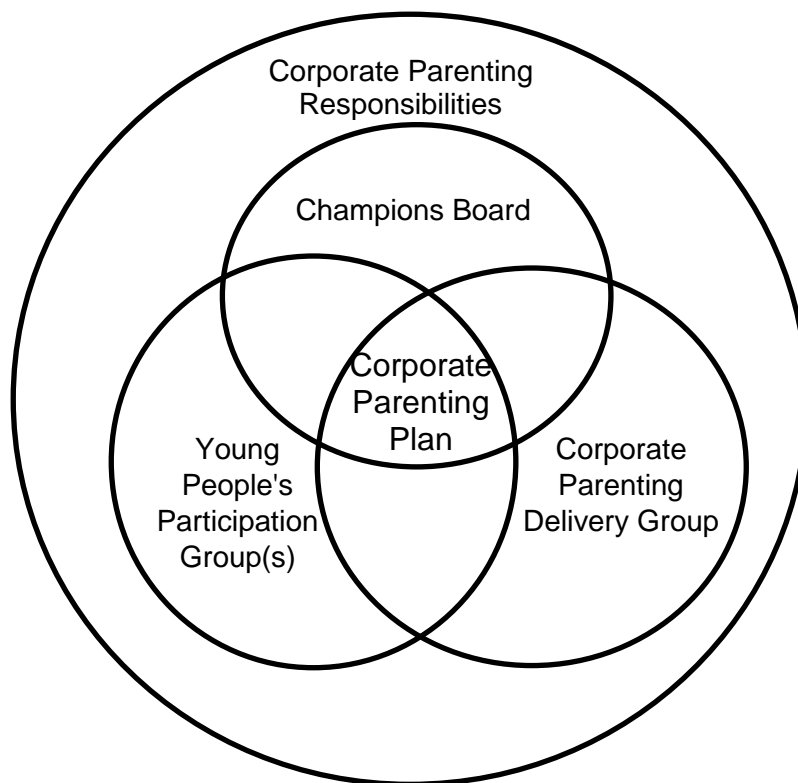 Corporate Parenting
Responsibilities
Champions Board
Corporate
Parenting
Plan
Young
People's
Participation
Group(s)
Corporate
Parenting
Delivery Group